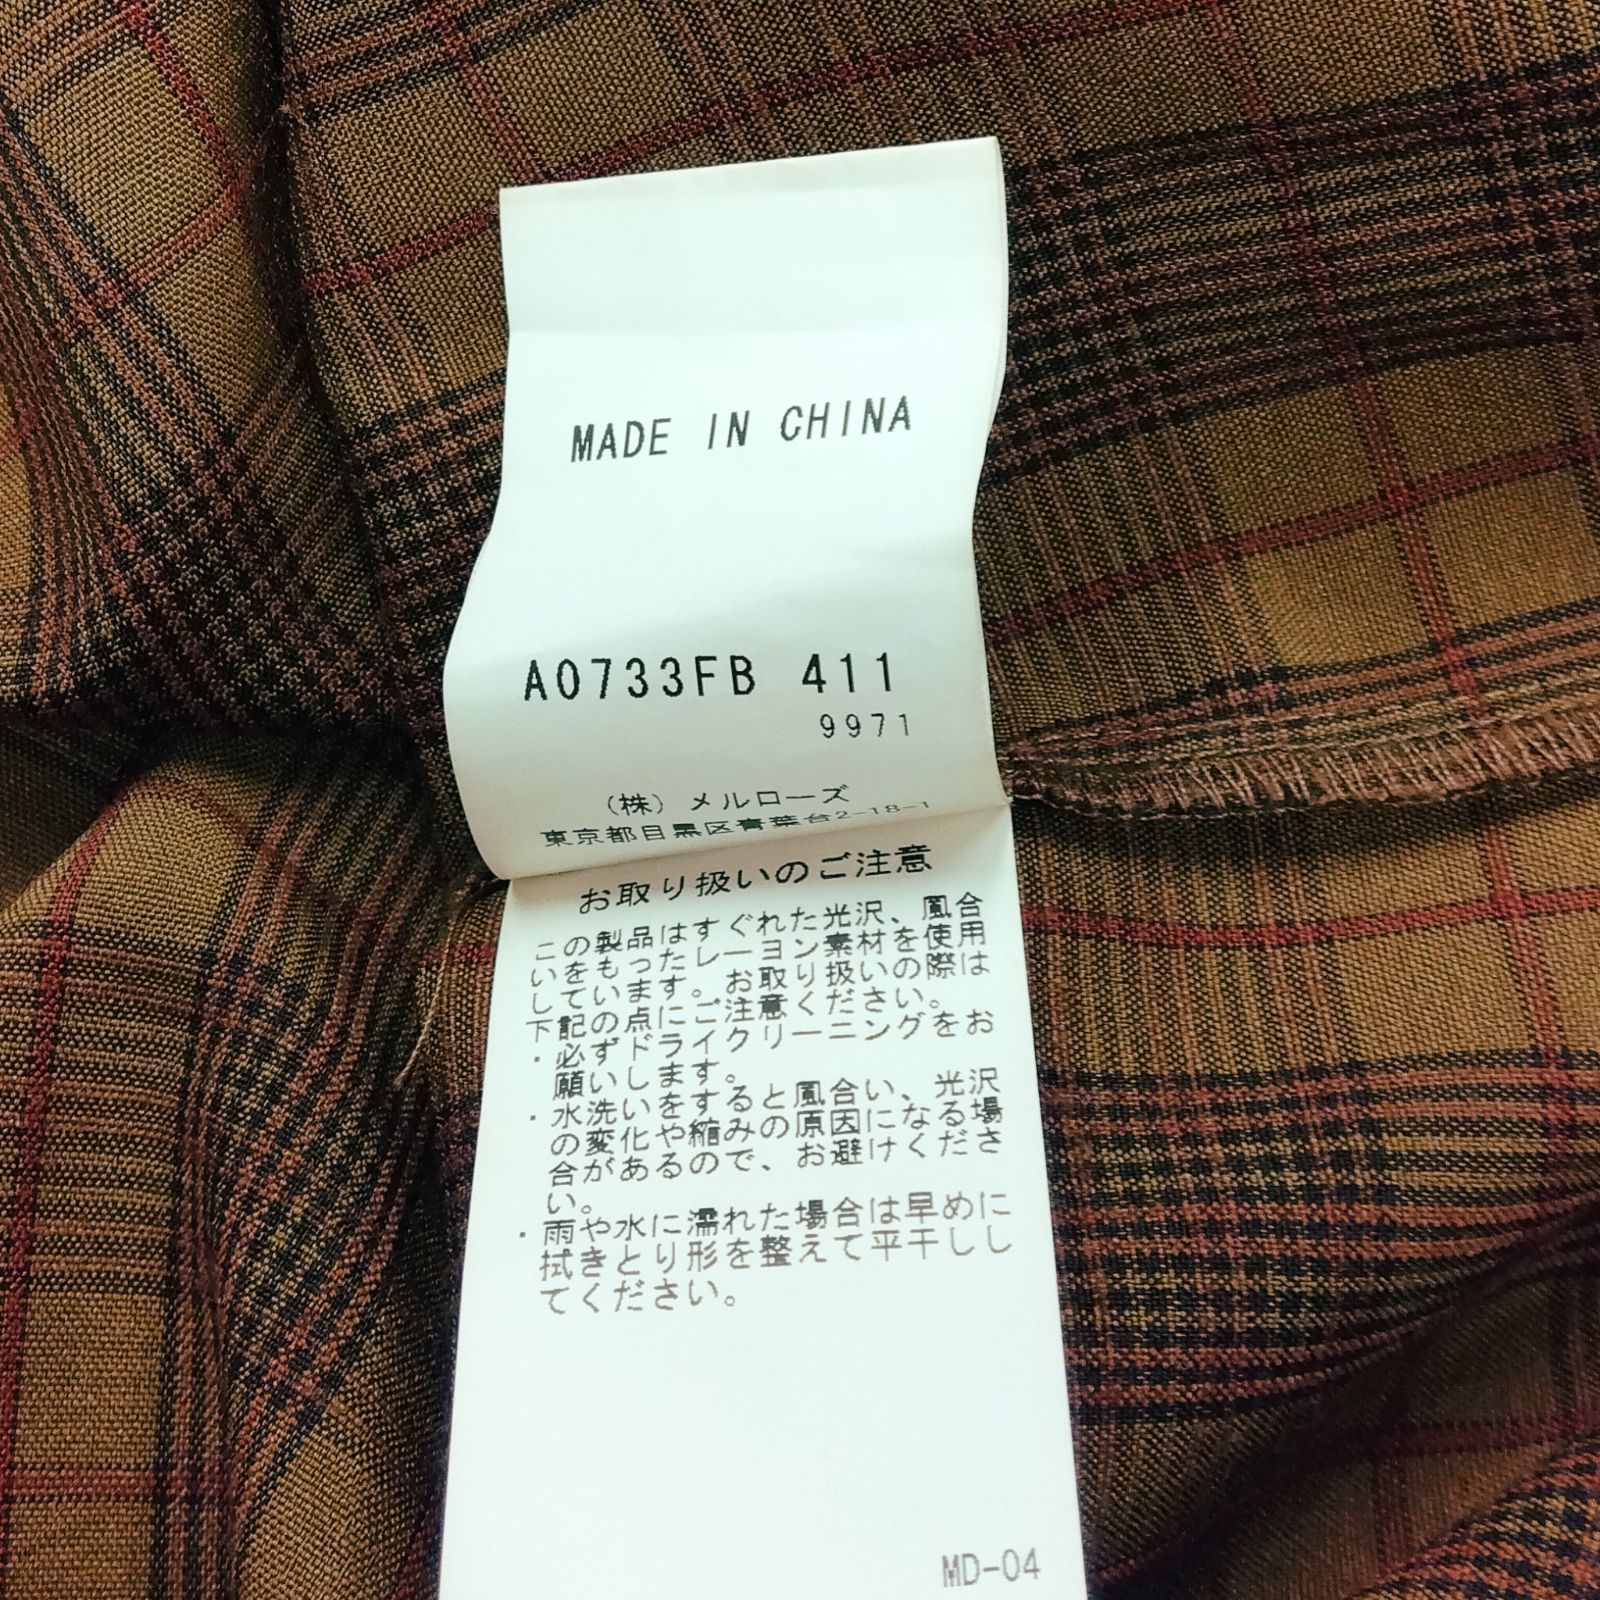 MADE IN CHINA
A0733FB 411
9971
（株）メルローズ
東京都目黒区青葉台2-18-1
お取り扱いのご注意
この製品はすぐれた光沢、風合
いをもったレーヨン素材を使用
しています。お取り扱いの際は
下記の点にご注意ください。
・必ずドライクリーニングをお
願いします。
・水洗いをすると風合い、光沢
の変化や縮みの原因になる場
合があるので、お避けくださ
い。
・雨や水に濡れた場合は早めに
拭きとり形を整えて平干しし
てください。
MD-04